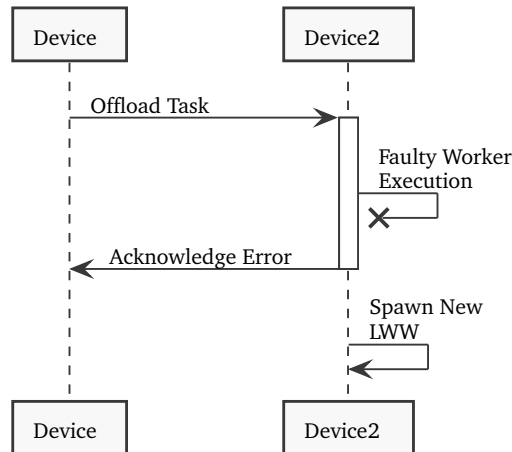 Device
Device2
Offload Task
Faulty Worker
Execution
Acknowledge Error
Spawn New
LWW
Device
Device2